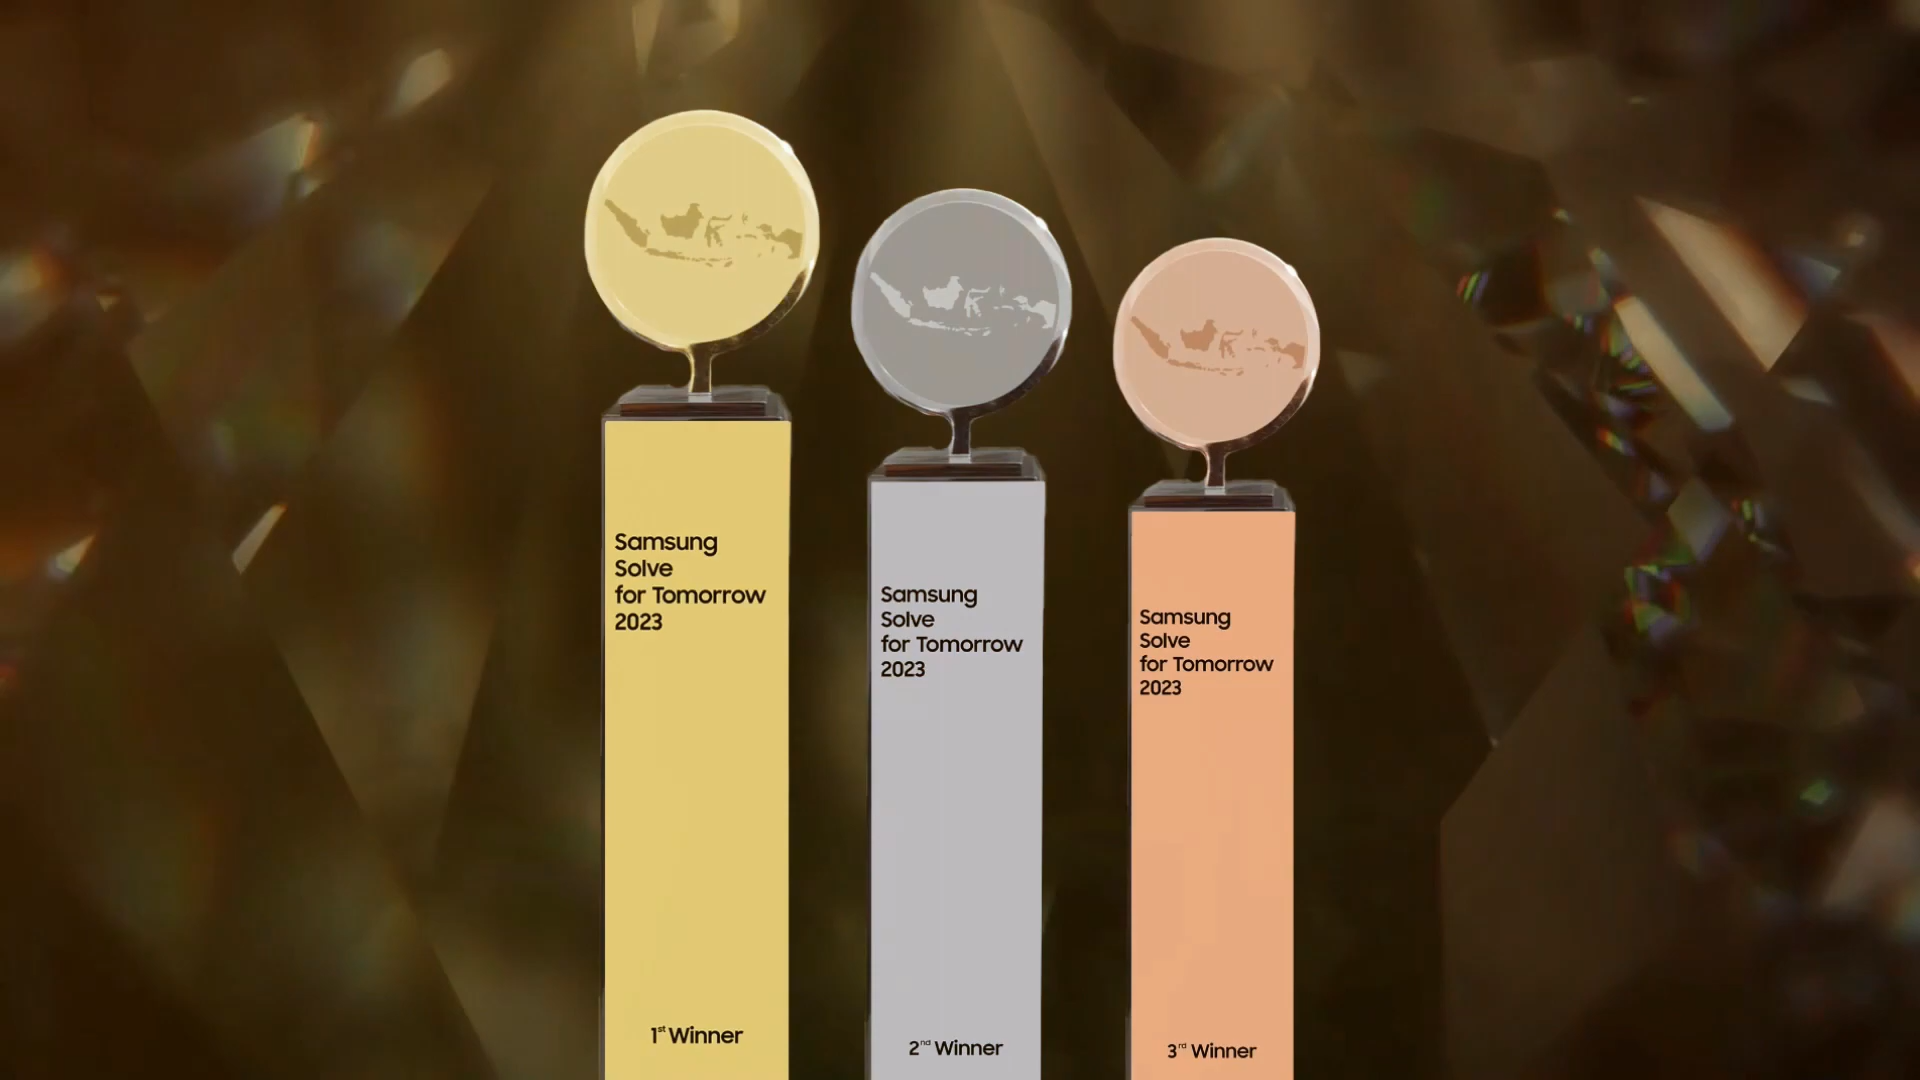 Samsung
Solve
for Tomorrow
2023
1st Winner
Samsung
Solve
for Tomorrow
2023
2nd Winner
Samsung
Solve
for Tomorrow
2023
3rd Winner